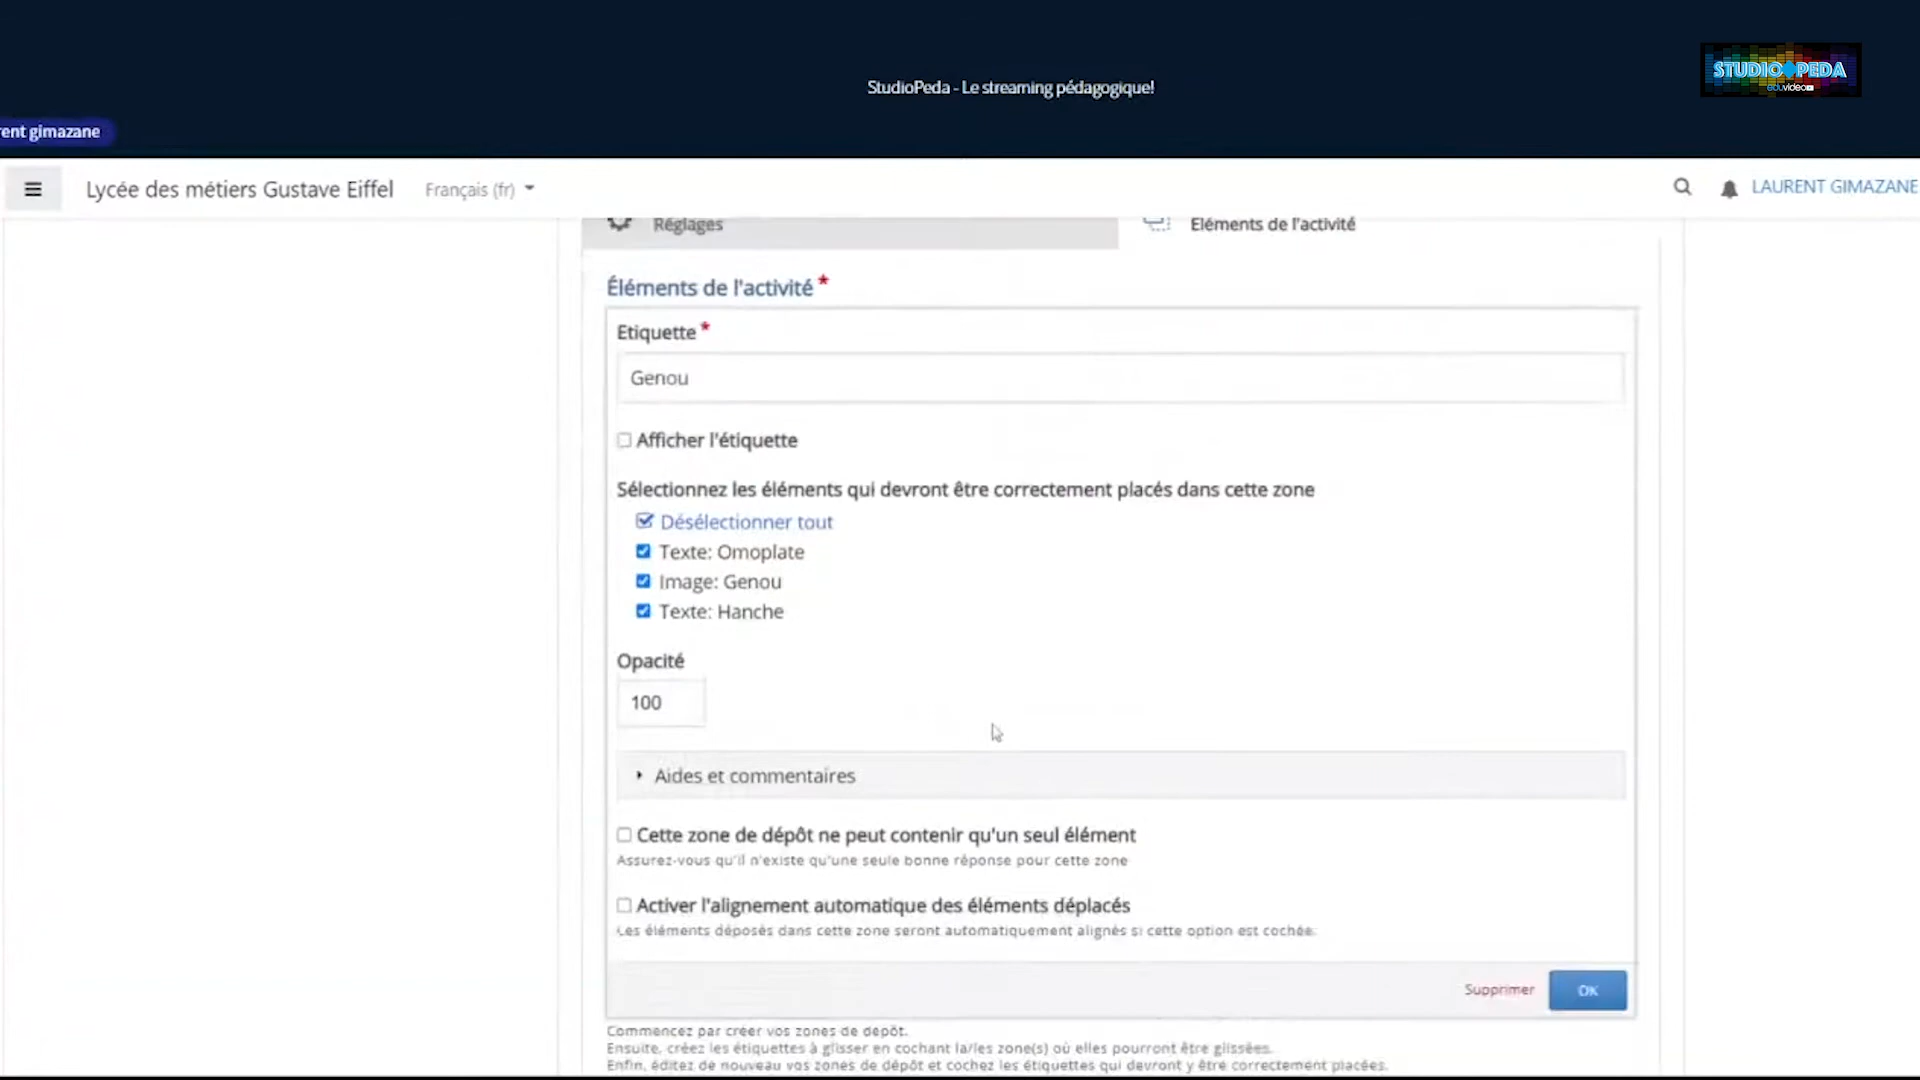 STUDIO PEDA
eduvideo
StudioPeda - Le streaming pédagogique!
rent gimazane
Lycée des métiers Gustave Eiffel
Français (fr)
LAURENT GIMAZANE
Réglages
Eléments de l'activité
Éléments de l'activité *
Etiquette *
Genou
Afficher l'étiquette
Sélectionnez les éléments qui devront être correctement placés dans cette zone
Désélectionner tout
Texte: Omoplate
Image: Genou
Texte: Hanche
Opacité
100
Aides et commentaires
Cette zone de dépôt ne peut contenir qu'un seul élément
Assurez-vous qu'il n'existe qu'une seule bonne réponse pour cette zone
Activer l'alignement automatique des éléments déplacés
Les éléments déposés dans cette zone seront automatiquement alignés si cette option est cochée.
Supprimer
OK
Commencez par créer vos zones de dépôt.
Ensuite, créez les étiquettes à glisser en cochant la/les zone(s) où elles pourront être glissées.
Enfin, éditez de nouveau vos zones de dépôt et cochez les étiquettes qui devront y être correctement placées.